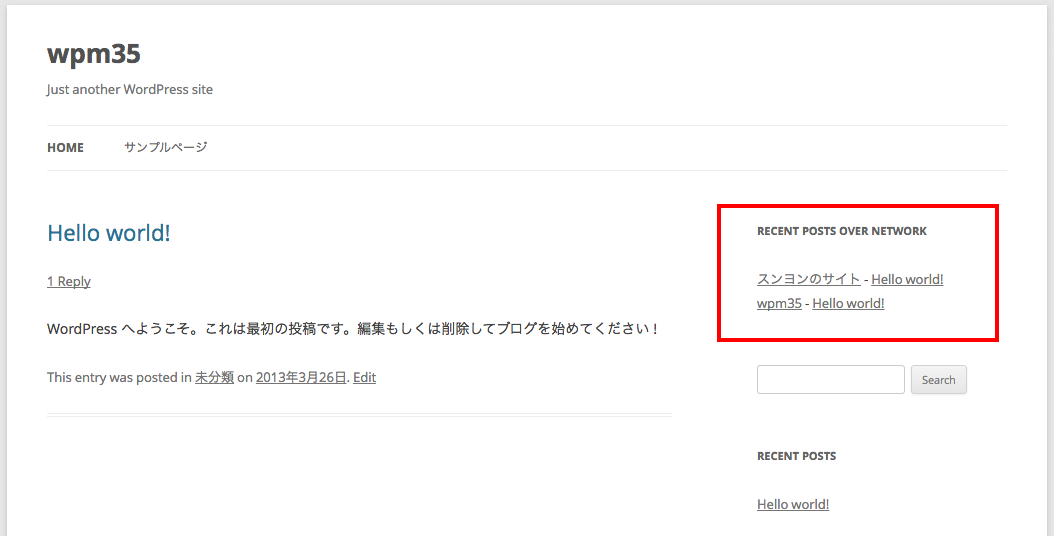 wpm35
Just another WordPress site
HOME サンプルページ
Hello world!
1 Reply
WordPress へようこそ。これは最初の投稿です。編集もしくは削除してブログを始めてください !
This entry was posted in 未分類 on 2013年3月26日. Edit
RECENT POSTS OVER NETWORK
スンヨンのサイト - Hello world!
wpm35 - Hello world!
Search
RECENT POSTS
Hello world!